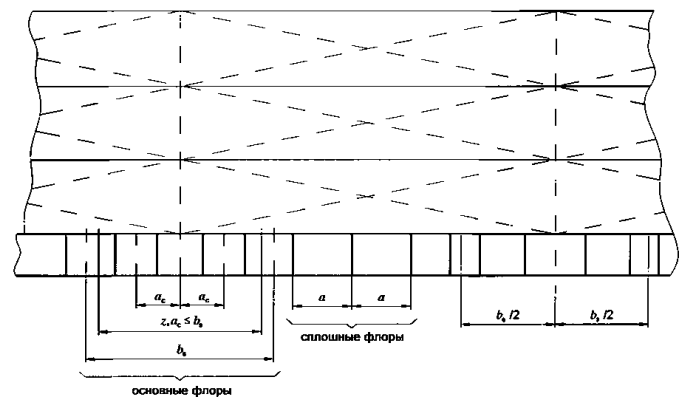 a_c a_c a a
z, a_c ≤ b_s b_s /2 b_s /2
сплошные флоры
b_s
основные флоры